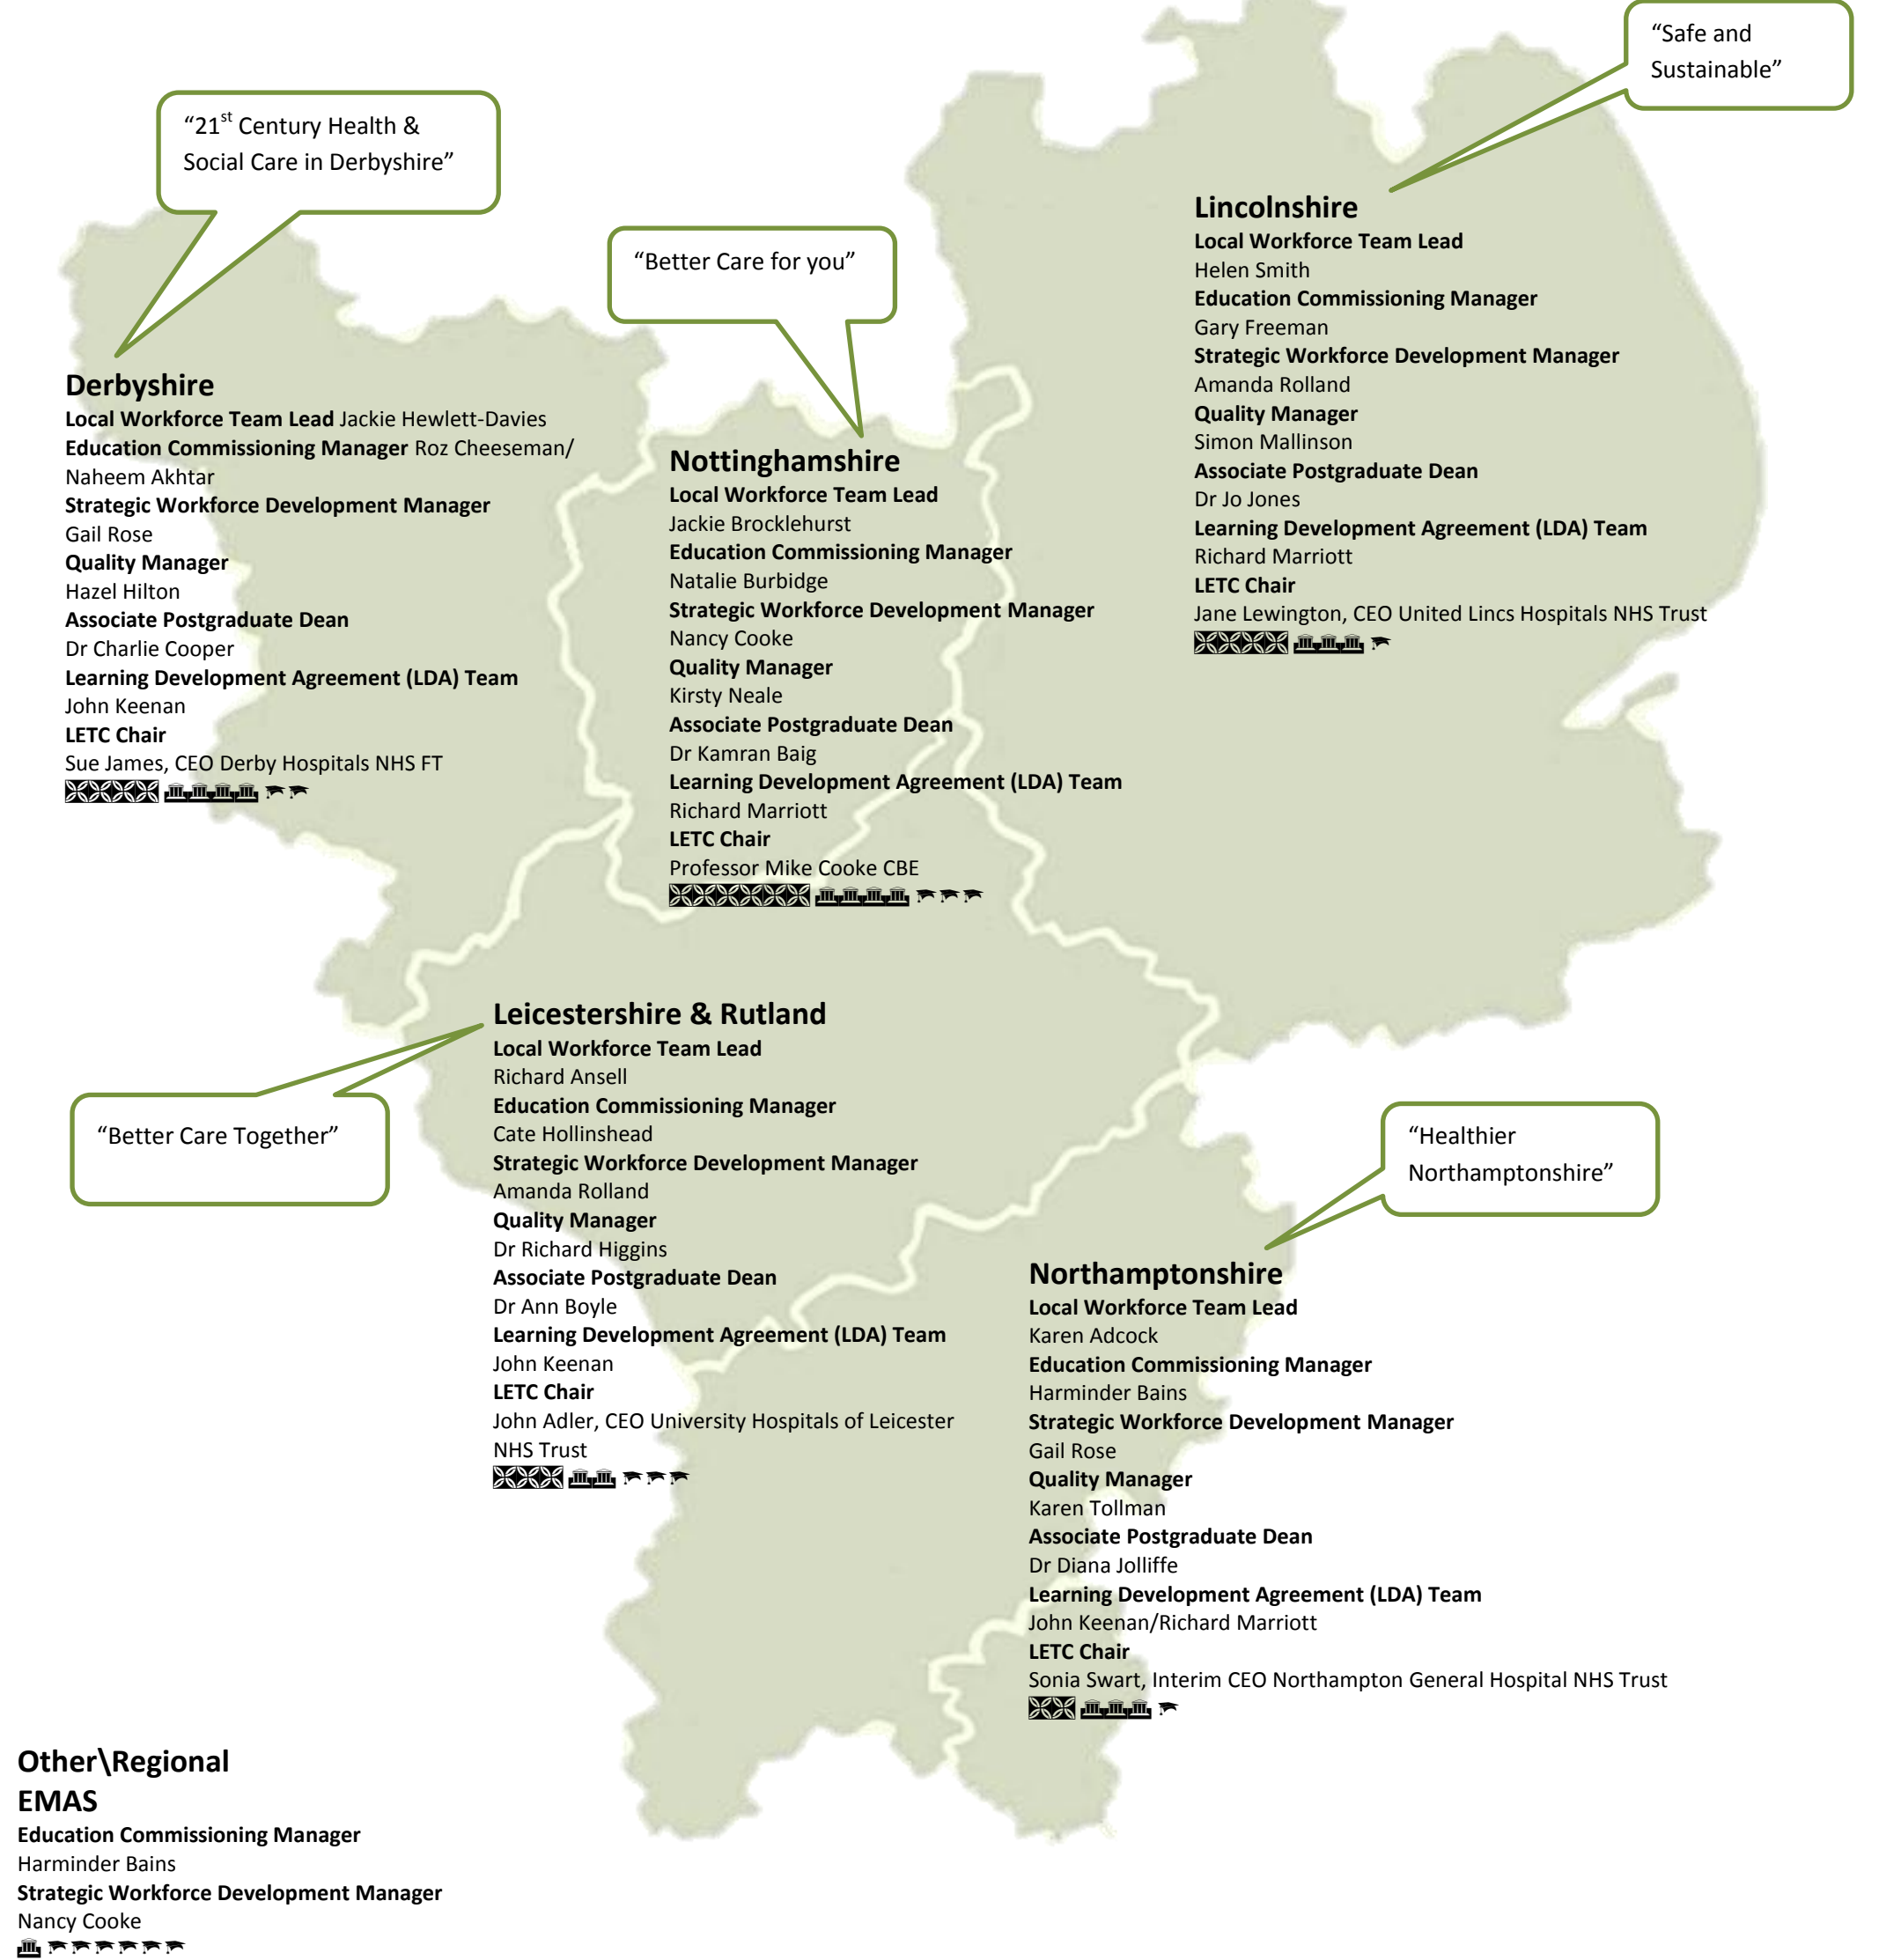 “Safe and
Sustainable”
“21st Century Health &
Social Care in Derbyshire”
“Better Care for you”
Lincolnshire
Local Workforce Team Lead
Helen Smith
Education Commissioning Manager
Gary Freeman
Strategic Workforce Development Manager
Amanda Rolland
Quality Manager
Simon Mallinson
Associate Postgraduate Dean
Dr Jo Jones
Learning Development Agreement (LDA) Team
Richard Marriott
LETC Chair
Jane Lewington, CEO United Lincs Hospitals NHS Trust
Derbyshire
Local Workforce Team Lead Jackie Hewlett-Davies
Education Commissioning Manager Roz Cheeseman/
Naheem Akhtar
Strategic Workforce Development Manager
Gail Rose
Quality Manager
Hazel Hilton
Associate Postgraduate Dean
Dr Charlie Cooper
Learning Development Agreement (LDA) Team
John Keenan
LETC Chair
Sue James, CEO Derby Hospitals NHS FT
Nottinghamshire
Local Workforce Team Lead
Jackie Brocklehurst
Education Commissioning Manager
Natalie Burbidge
Strategic Workforce Development Manager
Nancy Cooke
Quality Manager
Kirsty Neale
Associate Postgraduate Dean
Dr Kamran Baig
Learning Development Agreement (LDA) Team
Richard Marriott
LETC Chair
Professor Mike Cooke CBE
Leicestershire & Rutland
Local Workforce Team Lead
Richard Ansell
Education Commissioning Manager
Cate Hollinshead
Strategic Workforce Development Manager
Amanda Rolland
Quality Manager
Dr Richard Higgins
Associate Postgraduate Dean
Dr Ann Boyle
Learning Development Agreement (LDA) Team
John Keenan
LETC Chair
John Adler, CEO University Hospitals of Leicester
NHS Trust
“Better Care Together”
“Healthier
Northamptonshire”
Northamptonshire
Local Workforce Team Lead
Karen Adcock
Education Commissioning Manager
Harminder Bains
Strategic Workforce Development Manager
Gail Rose
Quality Manager
Karen Tollman
Associate Postgraduate Dean
Dr Diana Jolliffe
Learning Development Agreement (LDA) Team
John Keenan/Richard Marriott
LETC Chair
Sonia Swart, Interim CEO Northampton General Hospital NHS Trust
Other\Regional
EMAS
Education Commissioning Manager
Harminder Bains
Strategic Workforce Development Manager
Nancy Cooke